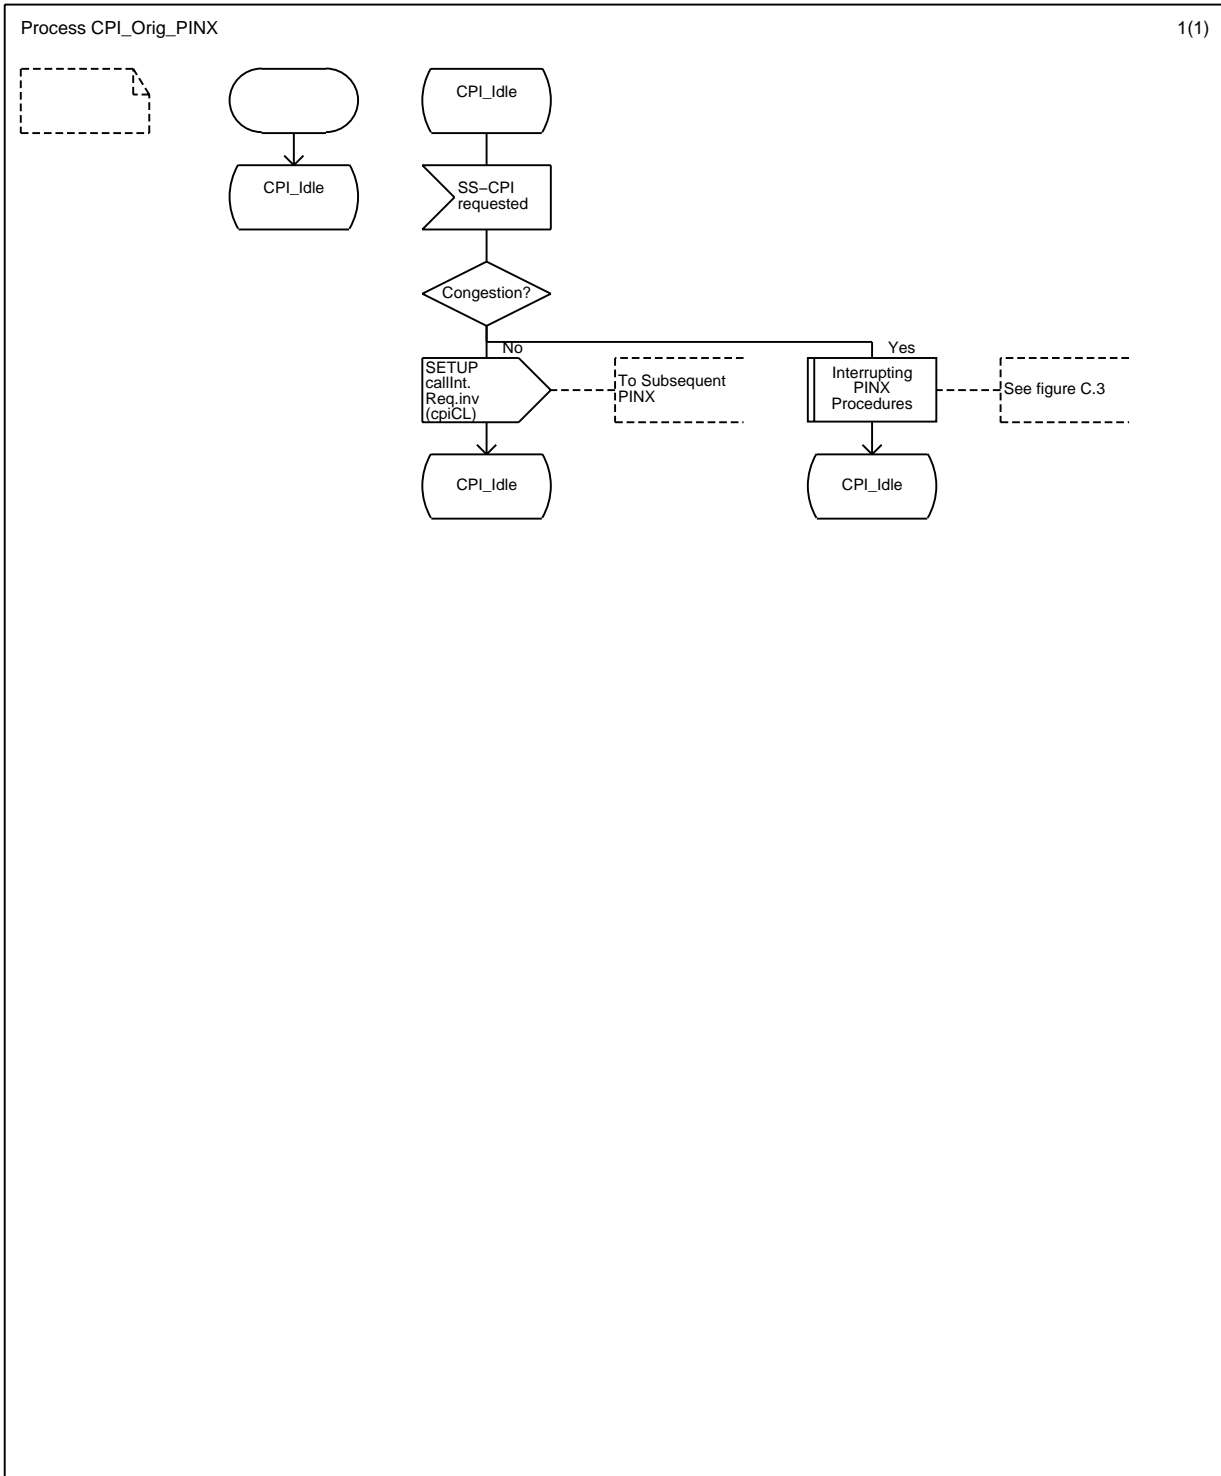 Process CPI_Orig_PINX
1(1)
CPI_Idle
CPI_Idle
SS−CPI
requested
Congestion?
No
Yes
SETUP
callInt.
Req.inv
(cpiCL)
To Subsequent
PINX
Interrupting
PINX
Procedures
See figure C.3
CPI_Idle
CPI_Idle